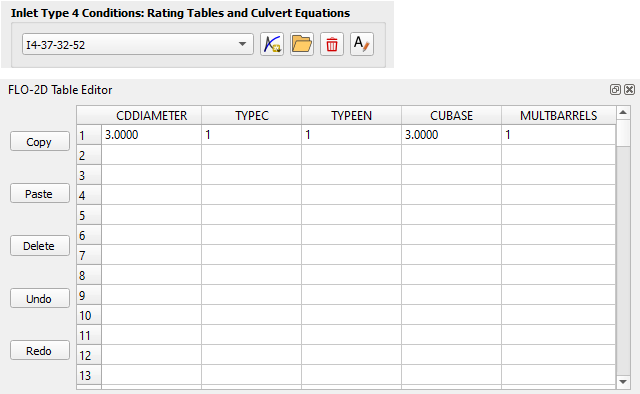 Inlet Type 4 Conditions: Rating Tables and Culvert Equations
I4-37-32-52
FLO-2D Table Editor
CDDIAMETER TYPEC TYPEEN CUBASE MULTBARRELS
1 3.0000 1 1 3.0000 1
Copy
2
3
Paste
4
5
Delete
6
7
8
Undo
9
10
11
Redo
12
13